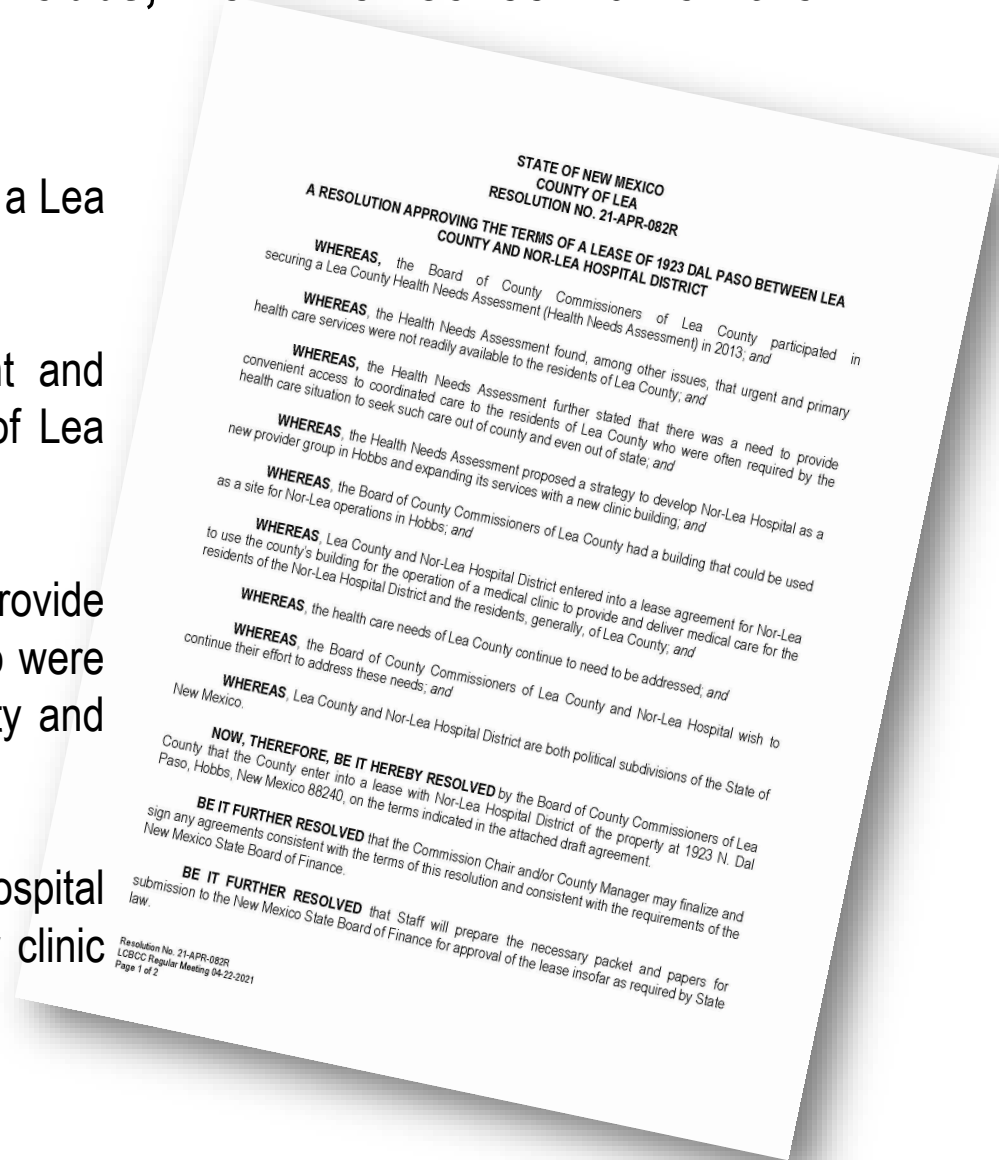 a Lea
and
of Lea
rovide
were
ty and
ospital
clinic
STATE OF NEW MEXICO
COUNTY OF LEA
RESOLUTION NO. 21-APR-082R
A RESOLUTION APPROVING THE TERMS OF A LEASE OF 1923 DAL PASO BETWEEN LEA
COUNTY AND NOR-LEA HOSPITAL DISTRICT
WHEREAS, the Board of County Commissioners of Lea County participated in
securing a Lea County Health Needs Assessment (Health Needs Assessment) in 2013; and
WHEREAS, the Health Needs Assessment found, among other issues, that urgent and primary
health care services were not readily available to the residents of Lea County; and
WHEREAS, the Health Needs Assessment further stated that there was a need to provide
convenient access to coordinated care to the residents of Lea County who were often required by the
health care situation to seek such care out of county and even out of state; and
WHEREAS, the Health Needs Assessment proposed a strategy to develop Nor-Lea Hospital as a
new provider group in Hobbs and expanding its services with a new clinic building; and
WHEREAS, the Board of County Commissioners of Lea County had a building that could be used
as a site for Nor-Lea operations in Hobbs; and
WHEREAS, Lea County and Nor-Lea Hospital District entered into a lease agreement for Nor-Lea
to use the county's building for the operation of a medical clinic to provide and deliver medical care for the
residents of the Nor-Lea Hospital District and the residents, generally, of Lea County; and
WHEREAS, the health care needs of Lea County continue to need to be addressed; and
WHEREAS, the Board of County Commissioners of Lea County and Nor-Lea Hospital wish to
continue their effort to address these needs; and
WHEREAS, Lea County and Nor-Lea Hospital District are both political subdivisions of the State of
New Mexico.
NOW, THEREFORE, BE IT HEREBY RESOLVED by the Board of County Commissioners of Lea
County that the County enter into a lease with Nor-Lea Hospital District of the property at 1923 N. Dal
Paso, Hobbs, New Mexico 88240, on the terms indicated in the attached draft agreement.
BE IT FURTHER RESOLVED that the Commission Chair and/or County Manager may finalize and
sign any agreements consistent with the terms of this resolution and consistent with the requirements of the
New Mexico State Board of Finance.
BE IT FURTHER RESOLVED that Staff will prepare the necessary packet and papers for
submission to the New Mexico State Board of Finance for approval of the lease insofar as required by State
law.
Resolution No. 21-APR-082R
LCBCC Regular Meeting 04-22-2021
Page 1 of 2